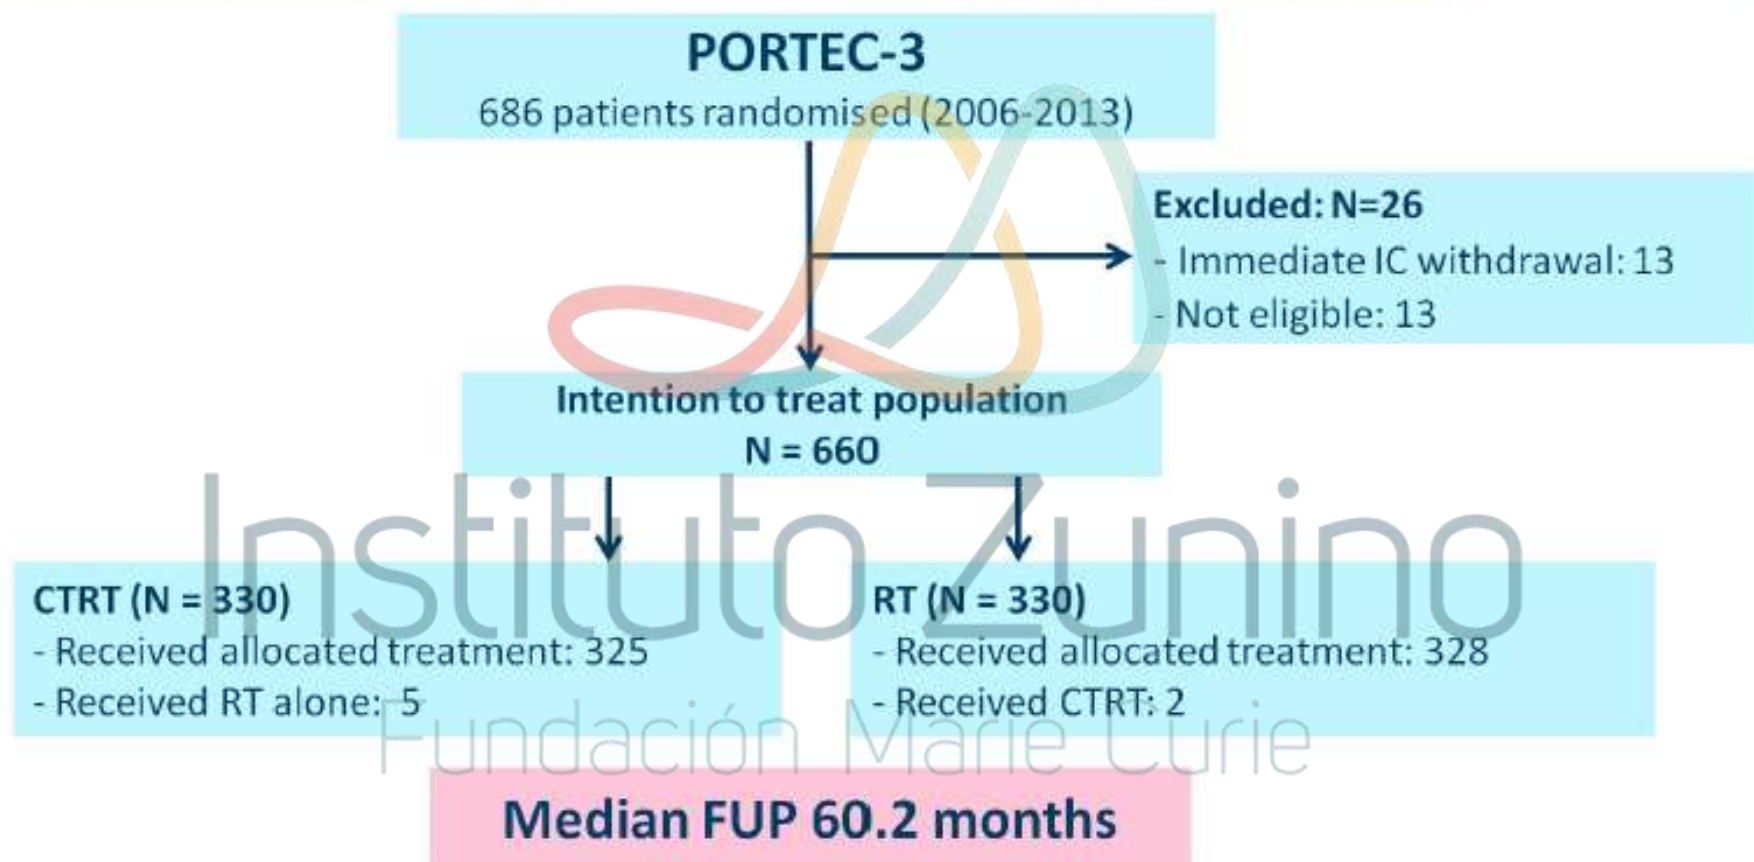 PORTEC-3
686 patients randomised (2006-2013)
Excluded: N=26
- Immediate IC withdrawal: 13
- Not eligible: 13
Intention to treat population
N = 660
Instituto Zunino
CTRT (N = 330)
- Received allocated treatment: 325
- Received RT alone: 5
RT (N = 330)
- Received allocated treatment: 328
- Received CTRT: 2
Fundación Marie Curie
Median FUP 60.2 months